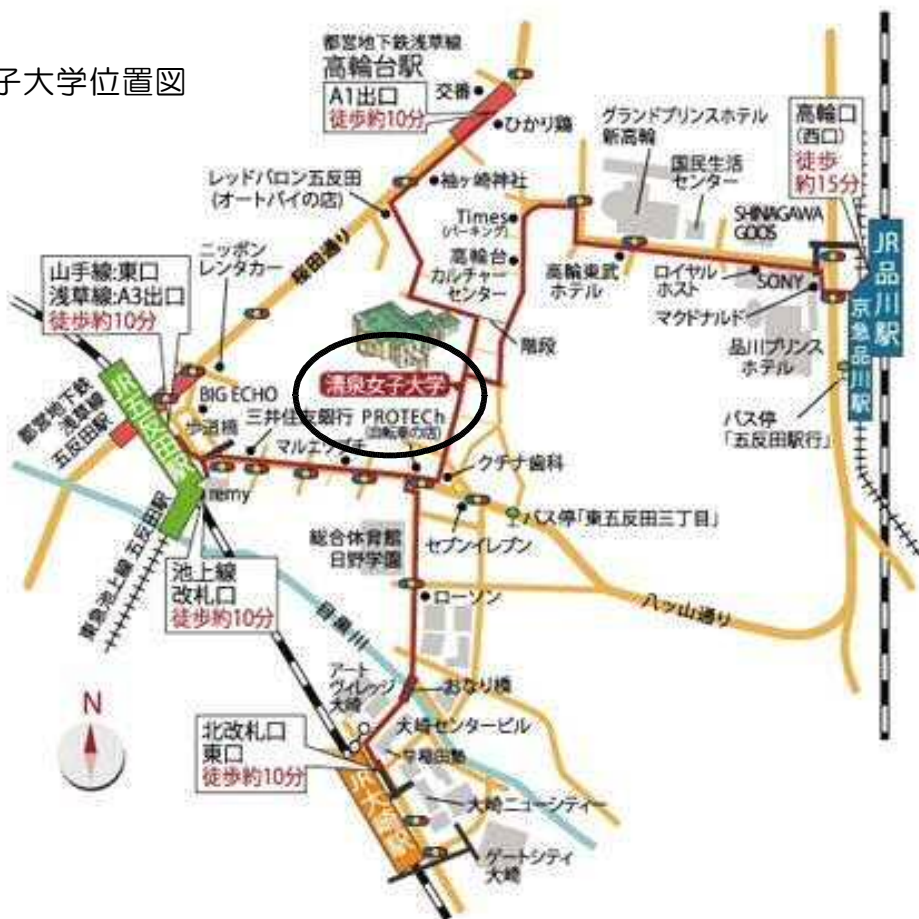 子大学位置図
都営地下鉄浅草線
高輪台駅
A1出口
徒歩約10分
交番
ひかり鶏
グランドプリンスホテル
新高輪
国民生活
センター
高輪口
(西口)
徒歩
約15分
レッドバロン五反田
(オートバイの店)
袖ヶ崎神社
Times
(パーキング)
高輪台
カルチャー
センター
SHINAGAWA
GOOS
JR品川駅
京急品川駅
山手線:東口
浅草線:A3出口
徒歩約10分
ニッポン
レンタカー
桜田通り
高輪東武
ホテル
ロイヤル
ホスト
SONY
マクドナルド
階段
品川プリンス
ホテル
清泉女子大学
JR五反田駅
都営地下鉄
浅草線
五反田駅
BIG ECHO
歩道橋
三井住友銀行
PROTECh
(自転車の店)
マルエツプチ
バス停
「五反田駅行」
クチナ歯科
remy
バス停「東五反田三丁目」
セブンイレブン
総合体育館
日野学園
東急池上線 五反田駅
池上線
改札口
徒歩約10分
ローソン
八ッ山通り
目黒川
アート
ヴィレッジ
大崎
おなり橋
N
北改札口
東口
徒歩約10分
大崎センタービル
早稲田塾
JR大崎駅
大崎ニューシティー
ゲートシティ
大崎